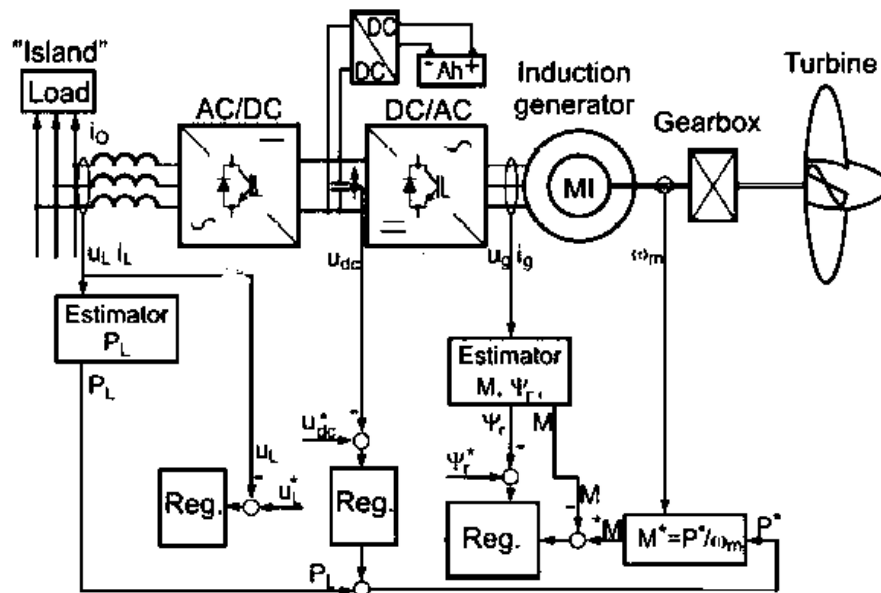 "Island"
Load
i_O
AC/DC
DC
DC
- Ah +
DC/AC
Induction
generator
MI
Gearbox
Turbine
u_L i_L
u_dc
u_g i_g
ω_m
Estimator
P_L
P_L
Estimator
M, Ψ_r,
Ψ_r
M
-
u_dc*
-
u_L
-
Reg.
u_L*
Reg.
Ψ_r*
-
Reg.
M
-
M*
M*=P*/ω_m
P*
P_L